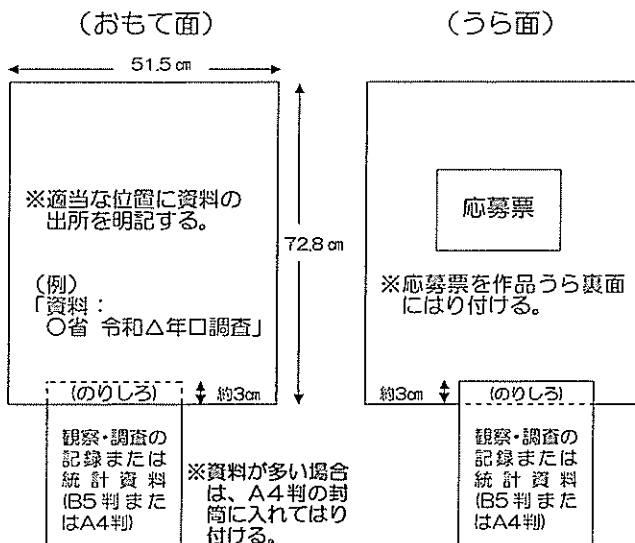 （おもて面）
51.5㎝
※適当な位置に資料の
出所を明記する。
（例）
「資料：
○省 令和△年□調査」
72.8㎝
(のりしろ)
約3㎝
観察・調査の
記録または
統計資料
(B5判また
はA4判)
※資料が多い場合
は、A4判の封
筒に入れてはり
付ける。
（うら面）
応募票
※応募票を作品うら裏面
にはり付ける。
約3㎝
(のりしろ)
観察・調査の
記録または
統計資料
(B5判また
はA4判)